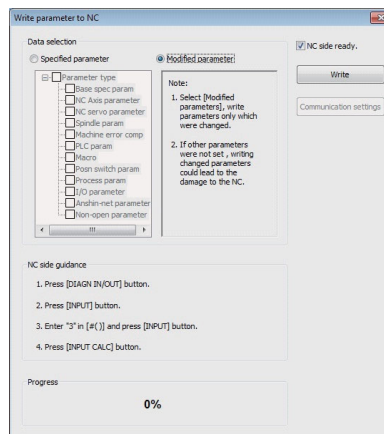 Write parameter to NC
Data selection
Specified parameter
Modified parameter
NC side ready.
Parameter type
Base spec param
NC Axis parameter
NC servo parameter
Spindle param
Machine error comp
PLC param
Macro
Posn switch param
Process param
I/O parameter
Anshin-net parameter
Non-open parameter
Note:
1. Select [Modified
parameters], write
parameters only which
were changed.
2. If other parameters
were not set , writing
changed parameters
could lead to the
damage to the NC.
Write
Communication settings
NC side guidance
1. Press [DIAGN IN/OUT] button.
2. Press [INPUT] button.
3. Enter "3" in [#( )] and press [INPUT] button.
4. Press [INPUT CALC] button.
Progress
0%